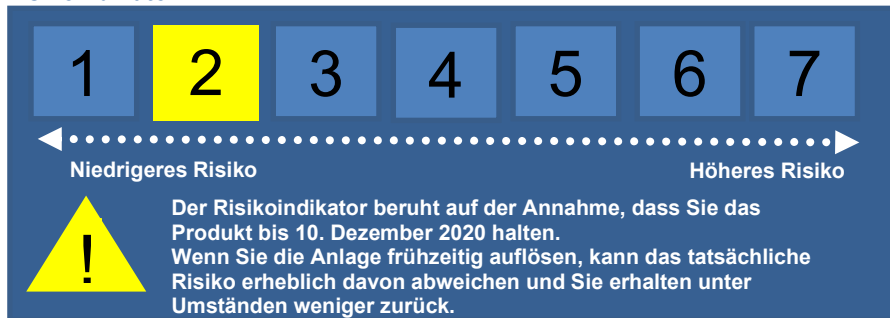 1 2 3 4 5 6 7
Niedrigeres Risiko Höheres Risiko
!
Der Risikoindikator beruht auf der Annahme, dass Sie das
Produkt bis 10. Dezember 2020 halten.
Wenn Sie die Anlage frühzeitig auflösen, kann das tatsächliche
Risiko erheblich davon abweichen und Sie erhalten unter
Umständen weniger zurück.